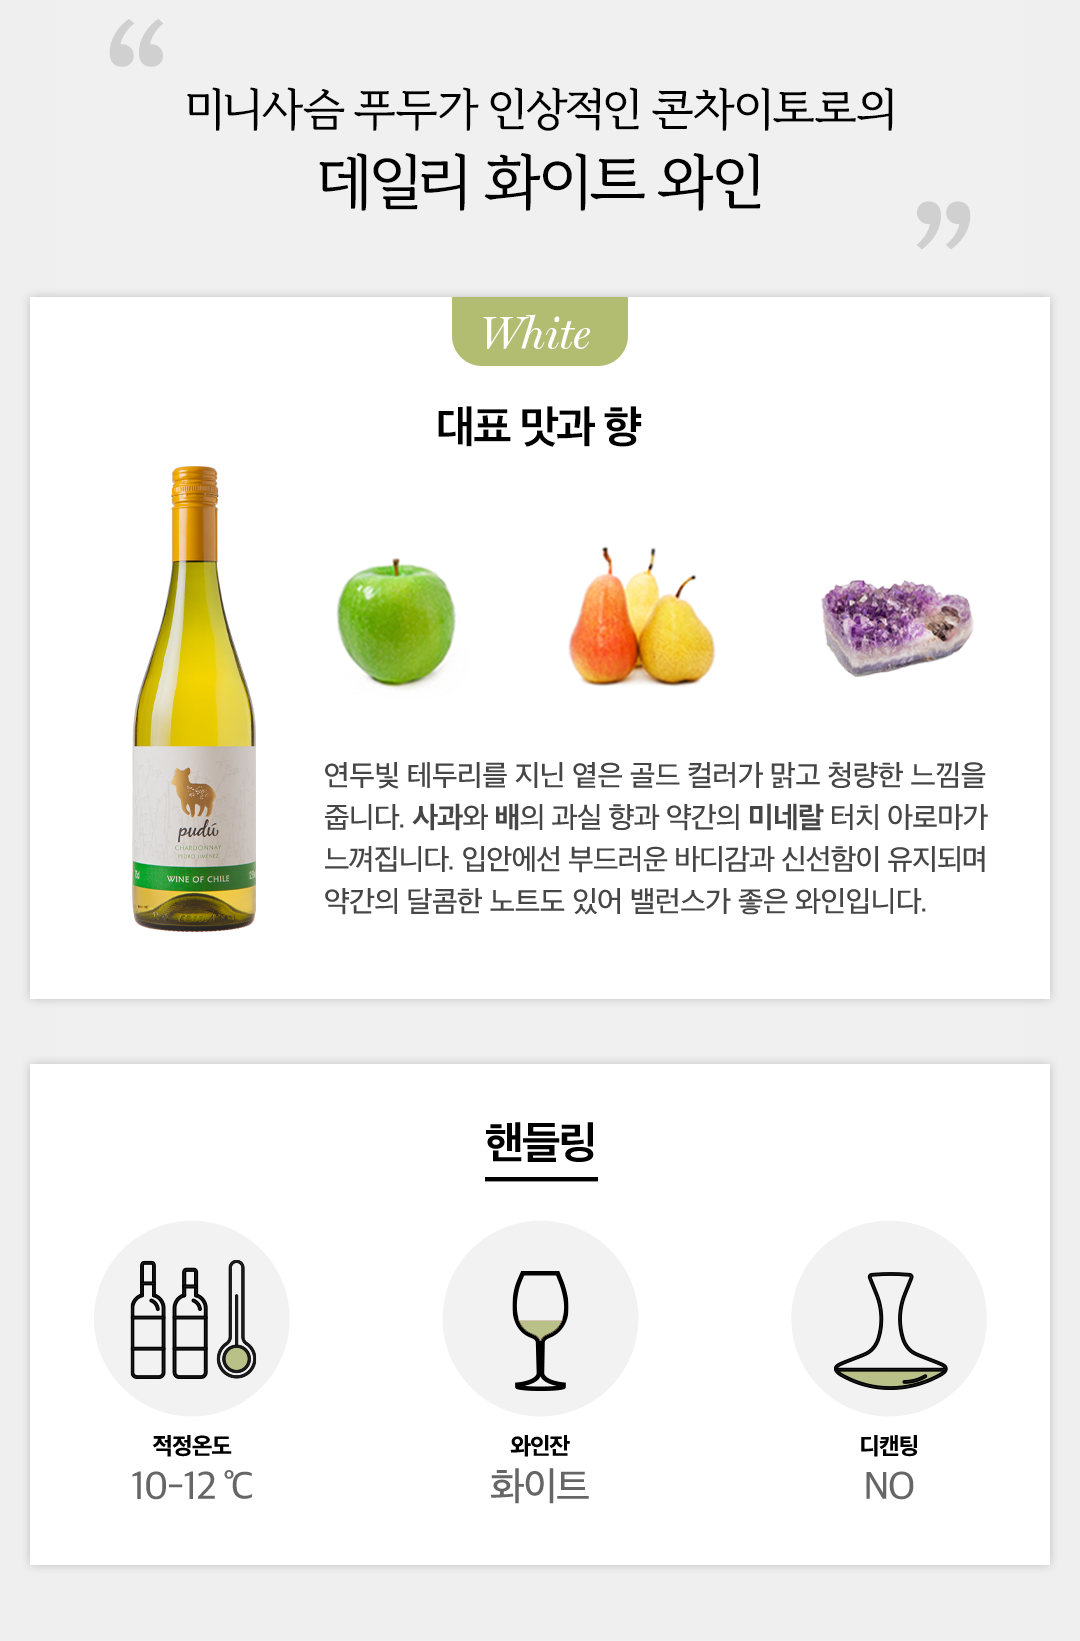 “
미니사슴 푸두가 인상적인 콘차이토로의
데일리 화이트 와인
”
White
대표 맛과 향
pudú
CHARDONNAY
PEDRO JIMENEZ
WINE OF CHILE
연두빛 테두리를 지닌 옅은 골드 컬러가 맑고 청량한 느낌을
줍니다. 사과와 배의 과실 향과 약간의 미네랄 터치 아로마가
느껴집니다. 입안에선 부드러운 바디감과 신선함이 유지되며
약간의 달콤한 노트도 있어 밸런스가 좋은 와인입니다.
핸들링
적정온도
10-12 ℃
와인잔
화이트
디캔팅
NO